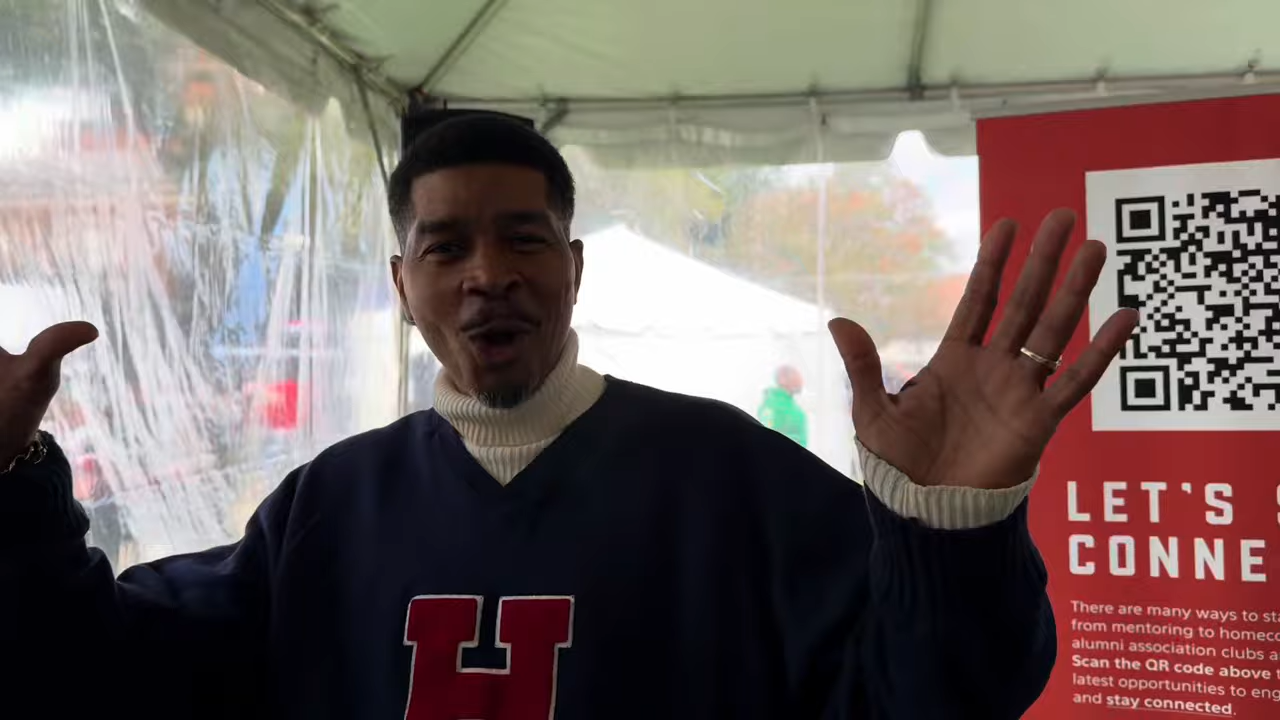 H
LET'S
CONNE
There are many ways to sta
from mentoring to homeco
alumni association clubs a
Scan the QR code above t
latest opportunities to eng
and stay connected.